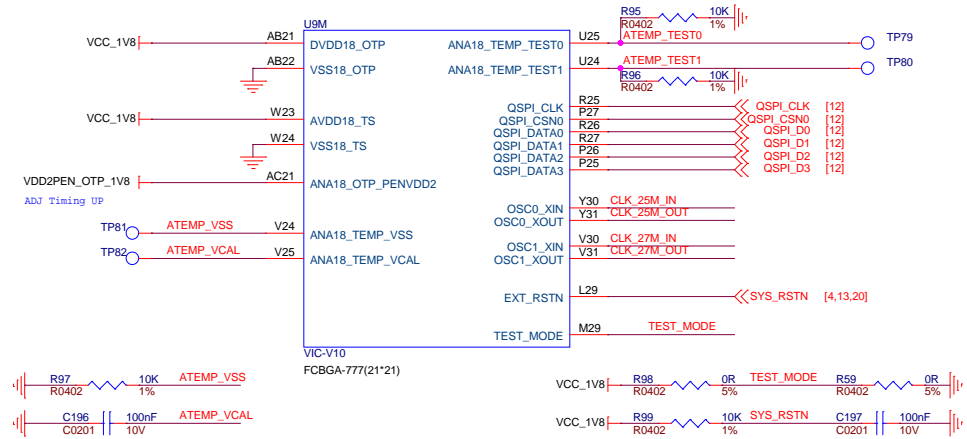 U9M
R95 10K
R0402 1%
VCC_1V8 AB21 DVDD18_OTP ANA18_TEMP_TEST0 U25 ATEMP_TEST0 TP79
AB22 VSS18_OTP ANA18_TEMP_TEST1 U24 ATEMP_TEST1 TP80
R96 10K
R0402 1%
QSPI_CLK R25 QSPI_CLK [12]
VCC_1V8 W23 AVDD18_TS QSPI_CSN0 P27 QSPI_CSN0 [12]
QSPI_DATA0 R26 QSPI_D0 [12]
W24 VSS18_TS QSPI_DATA1 R27 QSPI_D1 [12]
QSPI_DATA2 P26 QSPI_D2 [12]
QSPI_DATA3 P25 QSPI_D3 [12]
VDD2PEN_OTP_1V8 AC21 ANA18_OTP_PENVDD2
ADJ Timing UP
OSC0_XIN Y30 CLK_25M_IN
OSC0_XOUT Y31 CLK_25M_OUT
TP81 ATEMP_VSS V24 ANA18_TEMP_VSS
OSC1_XIN V30 CLK_27M_IN
TP82 ATEMP_VCAL V25 ANA18_TEMP_VCAL OSC1_XOUT V31 CLK_27M_OUT
EXT_RSTN L29 SYS_RSTN [4,13,20]
TEST_MODE M29 TEST_MODE
VIC-V10
FCBGA-777(21*21)
R97 10K ATEMP_VSS
R0402 1%
C196 100nF ATEMP_VCAL
C0201 10V
VCC_1V8 R98 0R TEST_MODE R59 0R
R0402 5% R0402 5%
VCC_1V8 R99 10K SYS_RSTN C197 100nF
R0402 1% C0201 10V